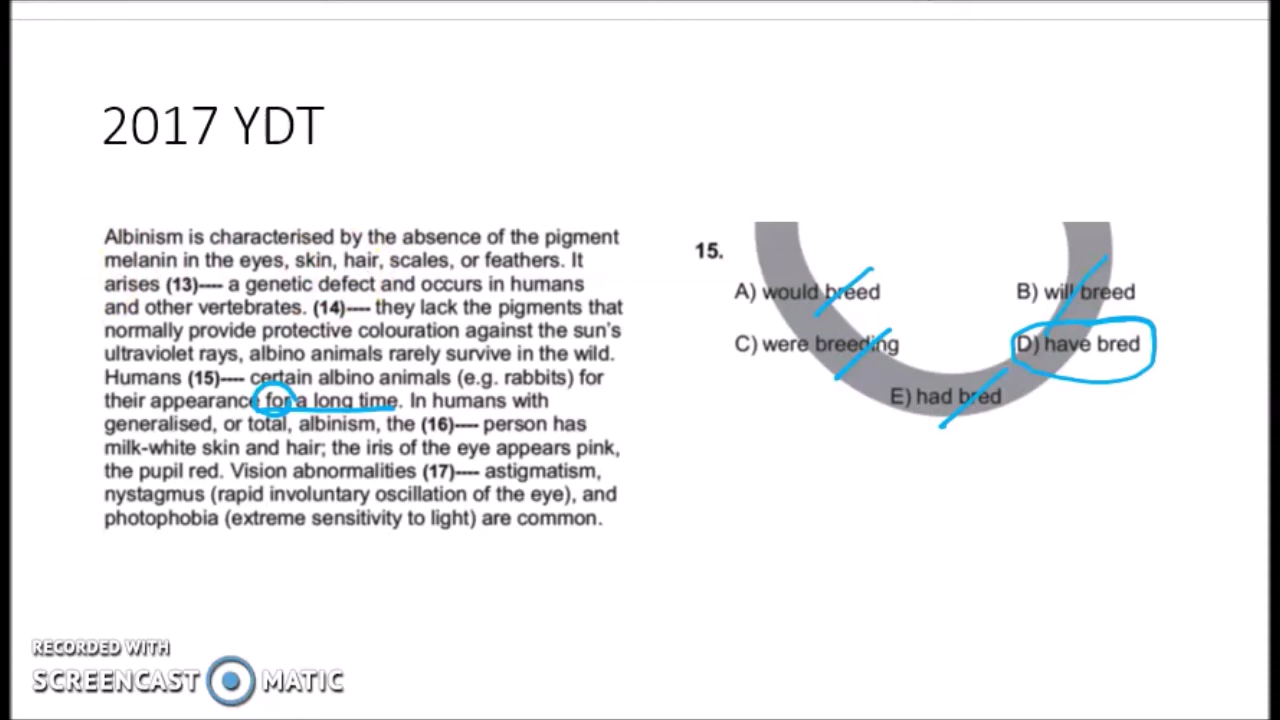 2017 YDT
Albinism is characterised by the absence of the pigment
melanin in the eyes, skin, hair, scales, or feathers. It
arises (13)---- a genetic defect and occurs in humans
and other vertebrates. (14)---- they lack the pigments that
normally provide protective colouration against the sun's
ultraviolet rays, albino animals rarely survive in the wild.
Humans (15)---- certain albino animals (e.g. rabbits) for
their appearance for a long time. In humans with
generalised, or total, albinism, the (16)---- person has
milk-white skin and hair; the iris of the eye appears pink,
the pupil red. Vision abnormalities (17)---- astigmatism,
nystagmus (rapid involuntary oscillation of the eye), and
photophobia (extreme sensitivity to light) are common.
15.
A) would breed B) will breed
C) were breeding D) have bred
E) had bred
RECORDED WITH
SCREENCAST MATIC